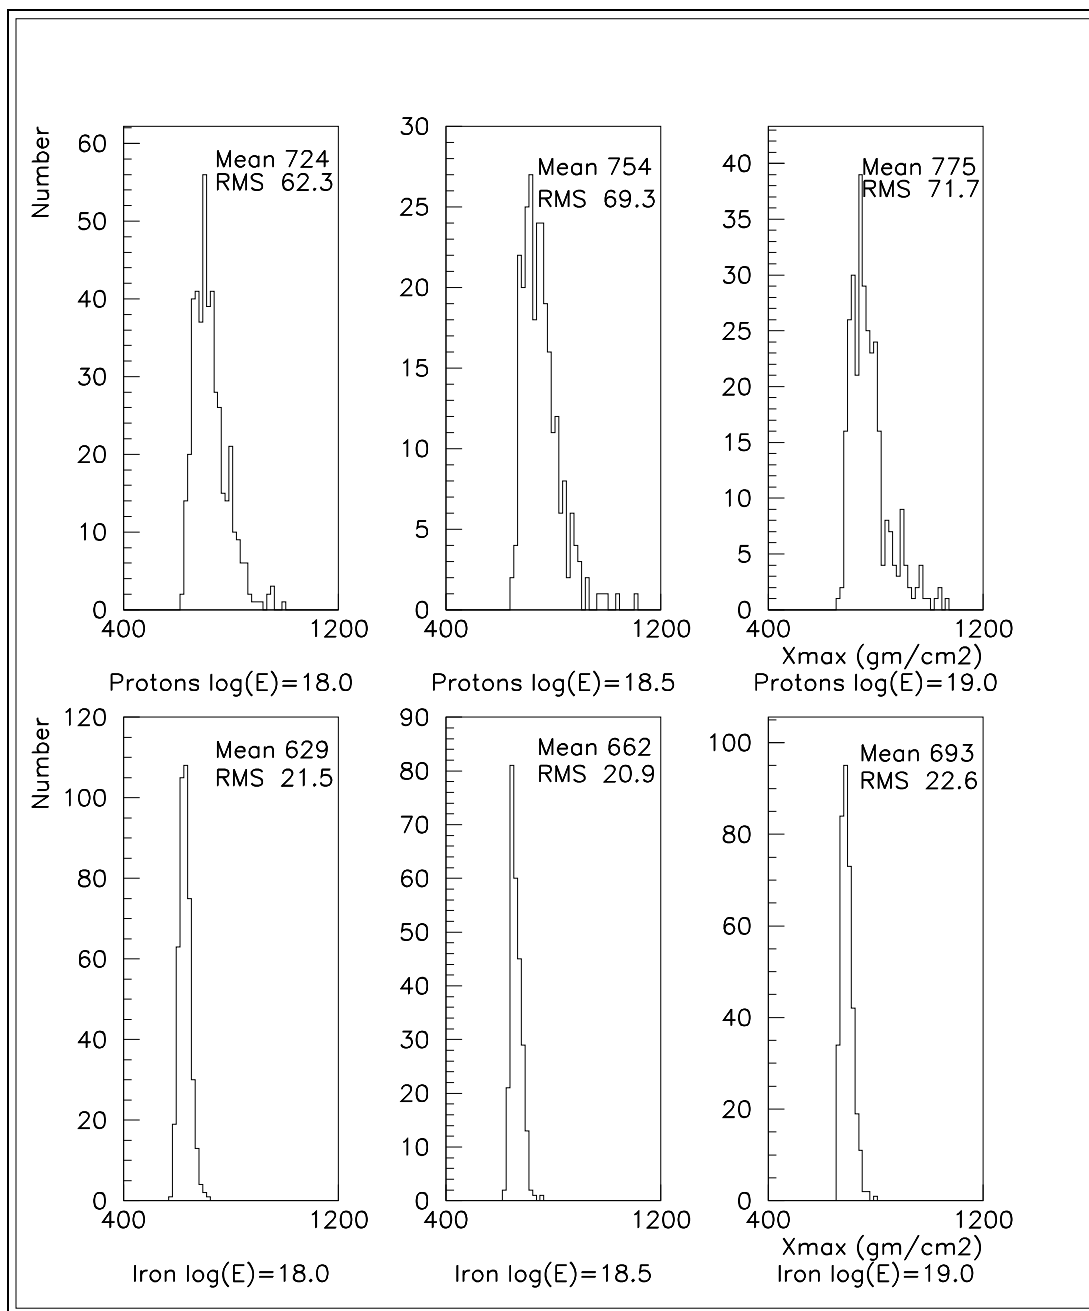 Number
60
50
40
30
20
10
0
400
1200
Mean 724
RMS 62.3
Protons log(E)=18.0
30
25
20
15
10
5
0
400
1200
Mean 754
RMS 69.3
Protons log(E)=18.5
40
35
30
25
20
15
10
5
0
400
1200
Mean 775
RMS 71.7
Xmax (gm/cm2)
Protons log(E)=19.0
Number
120
100
80
60
40
20
0
400
1200
Mean 629
RMS 21.5
Iron log(E)=18.0
90
80
70
60
50
40
30
20
10
0
400
1200
Mean 662
RMS 20.9
Iron log(E)=18.5
100
80
60
40
20
0
400
1200
Mean 693
RMS 22.6
Xmax (gm/cm2)
Iron log(E)=19.0